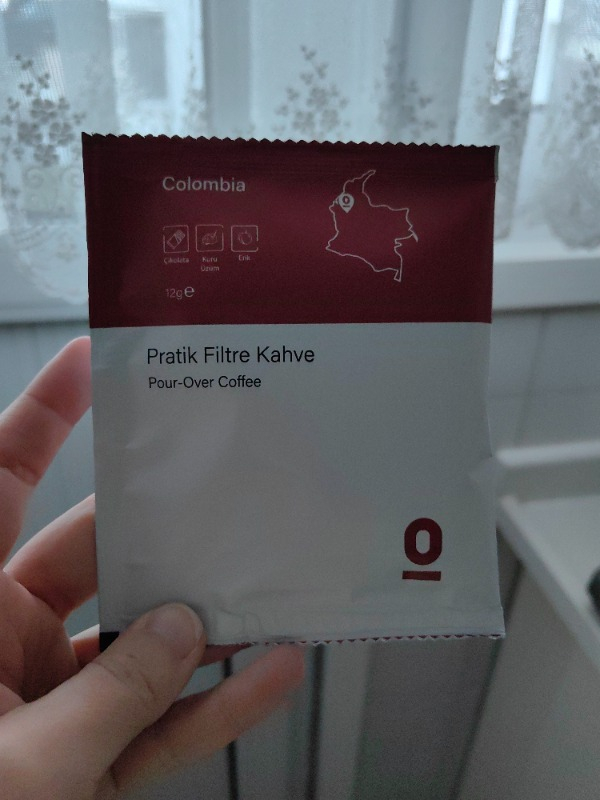 Colombia
Çikolata
Kuru Üzüm
Erik
12g e
Pratik Filtre Kahve
Pour-Over Coffee
O